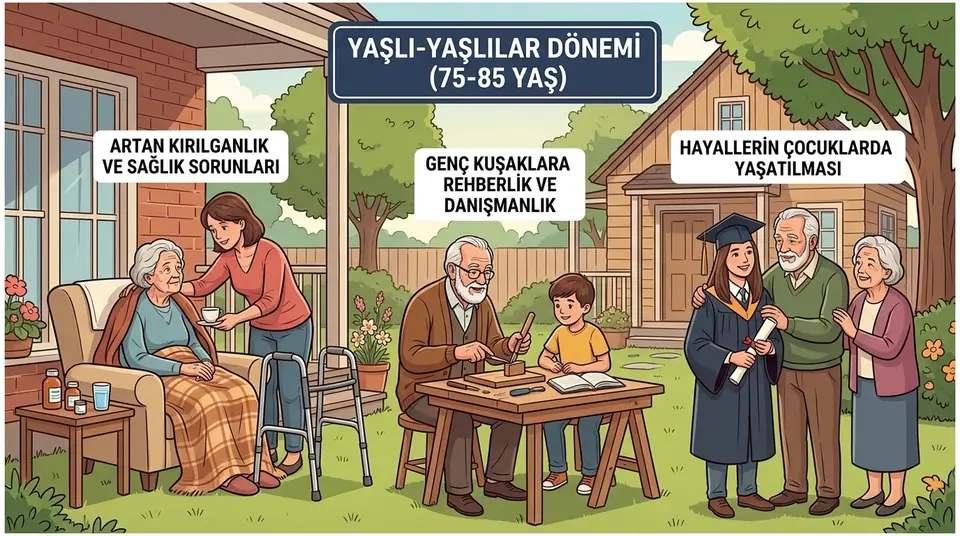 YAŞLI-YAŞLILAR DÖNEMİ
(75-85 YAŞ)
ARTAN KIRILGANLIK
VE SAĞLIK SORUNLARI
GENÇ KUŞAKLARA
REHBERLİK VE
DANIŞMANLIK
HAYALLERİN ÇOCUKLARDA
YAŞATILMASI